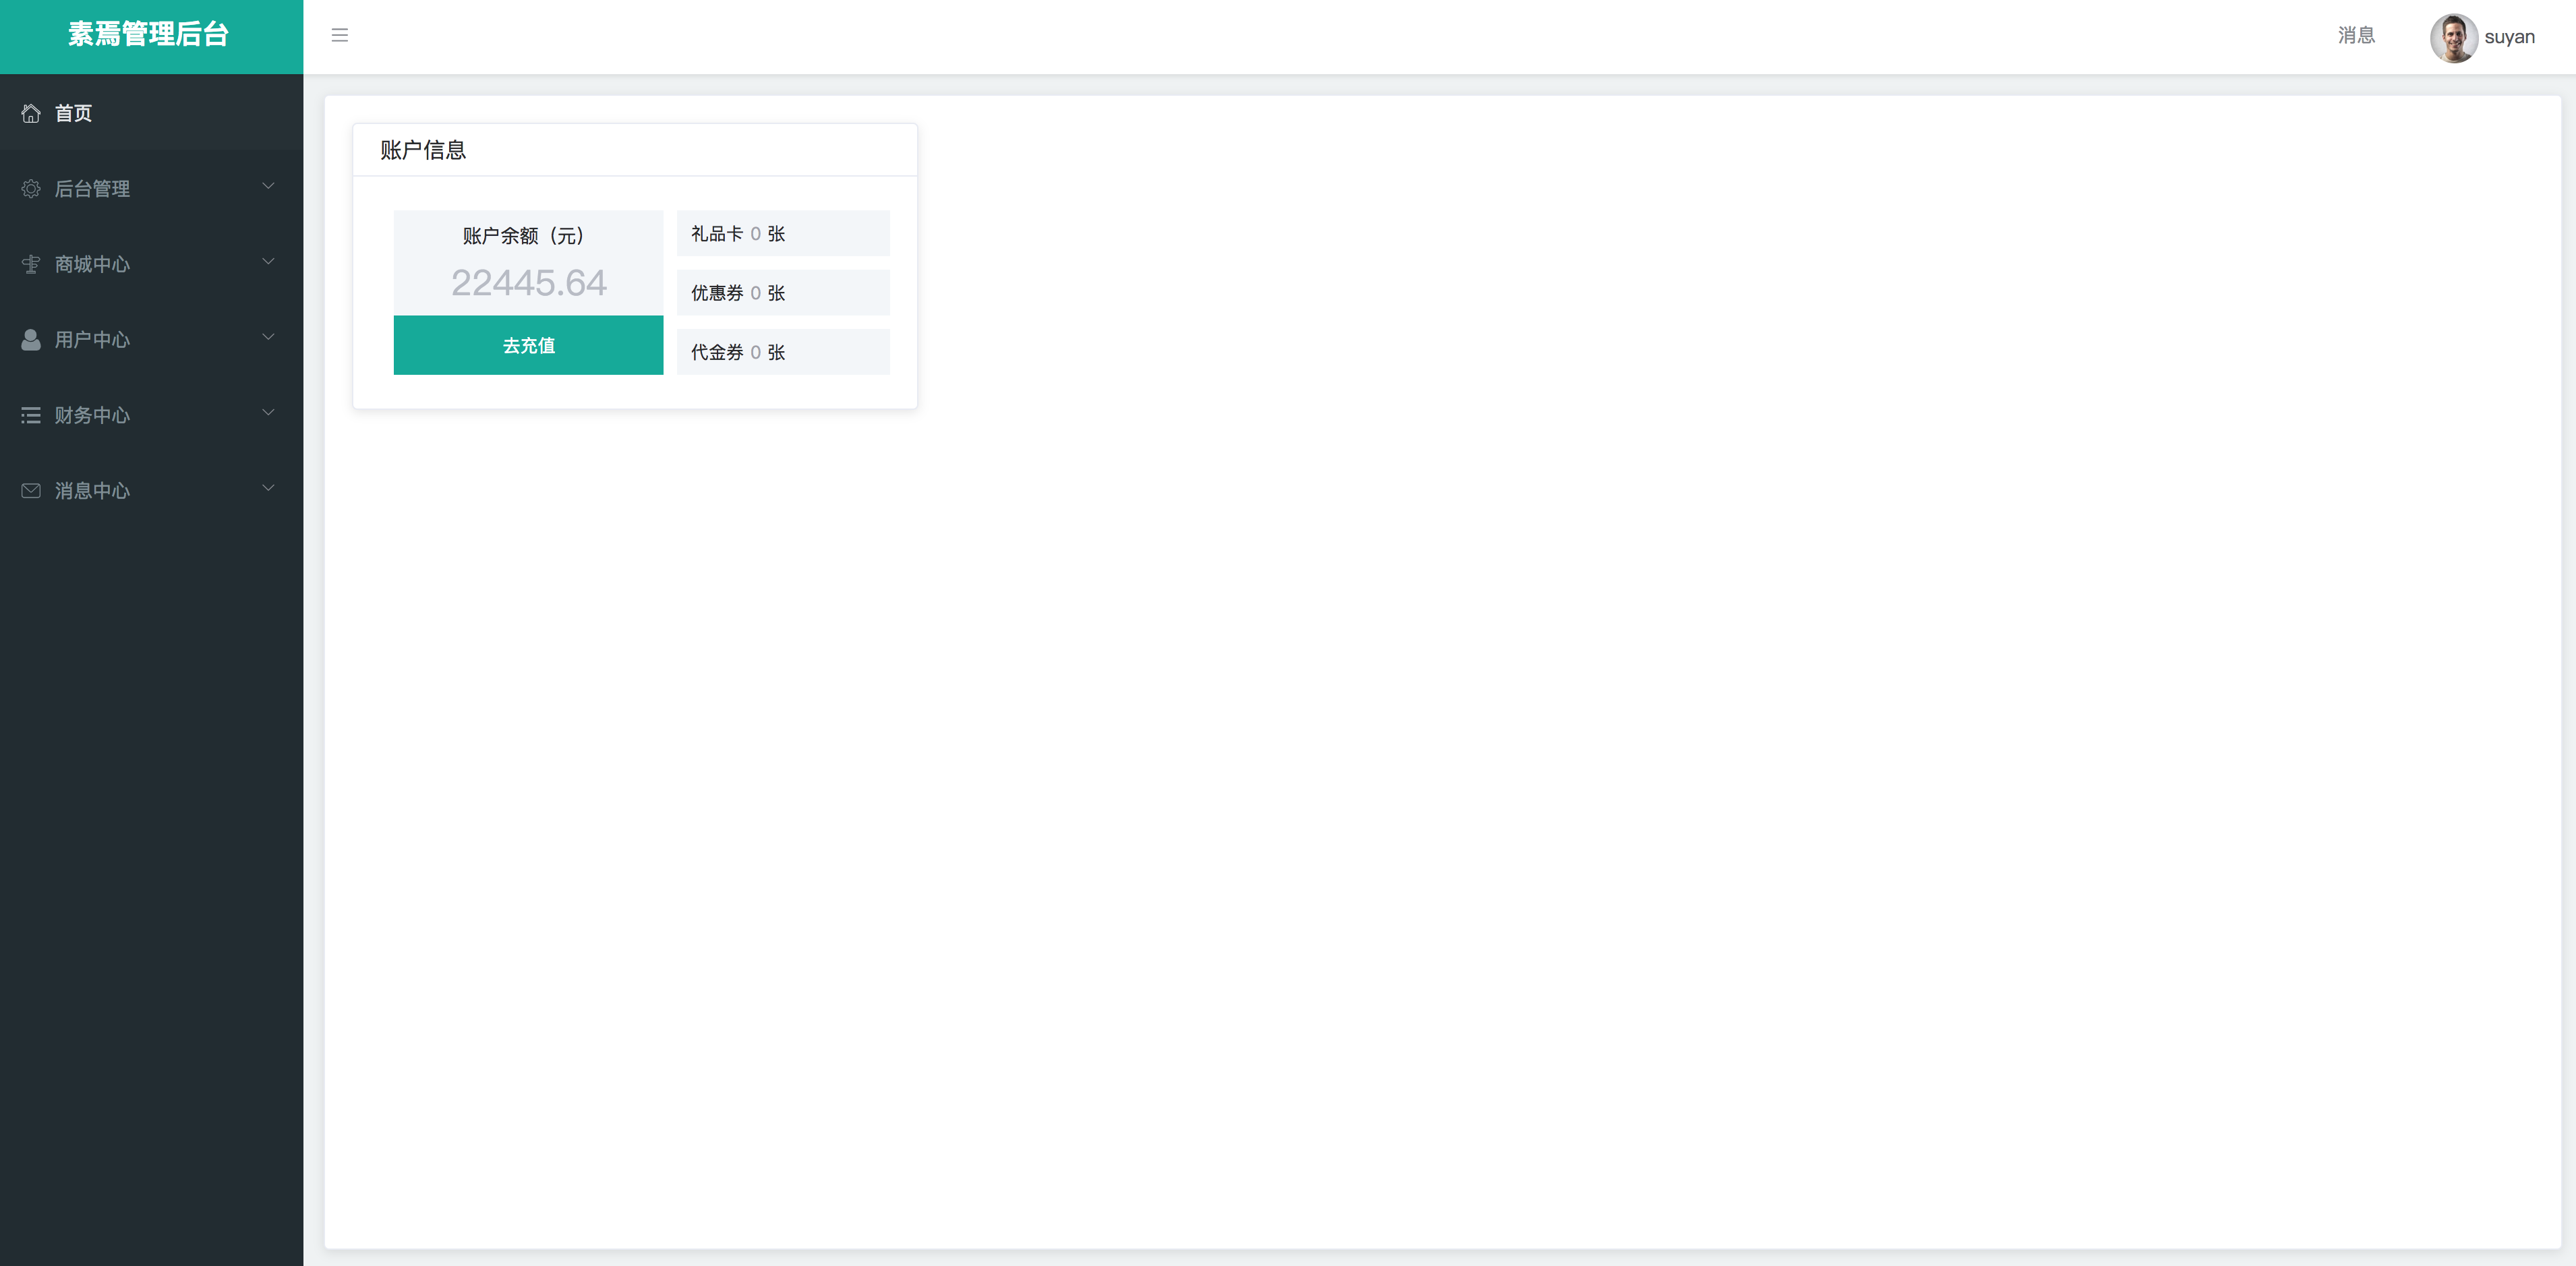 素焉管理后台
消息
suyan
首页
后台管理
商城中心
用户中心
财务中心
消息中心
账户信息
账户余额（元）
22445.64
去充值
礼品卡 0 张
优惠券 0 张
代金券 0 张